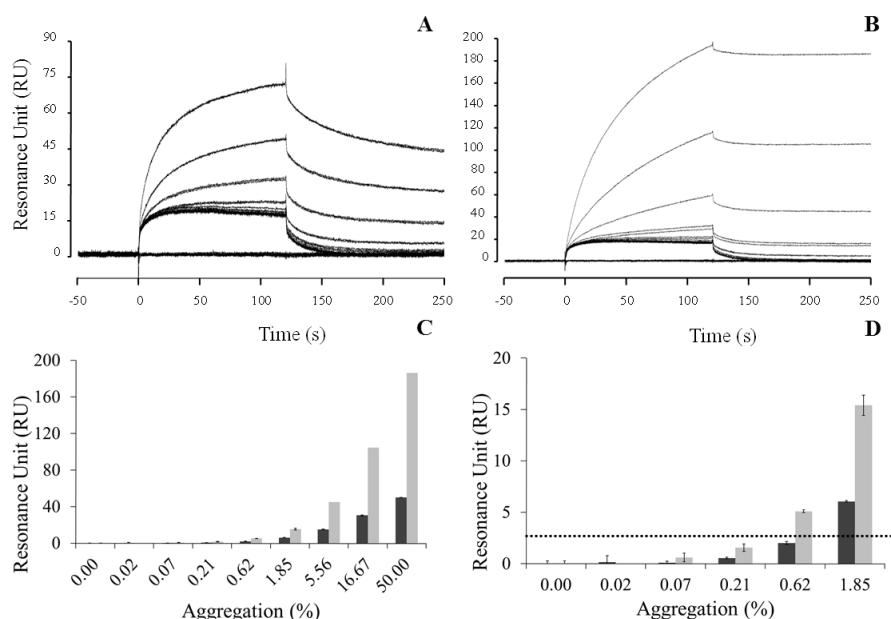 A
90
75
60
45
30
15
0
Resonance Unit (RU)
-50 0 50 100 150 200 250
Time (s)
B
200
180
160
140
120
100
80
60
40
20
0
-50 0 50 100 150 200 250
Time (s)
C
200
160
120
80
40
0
Resonance Unit (RU)
0.00 0.02 0.07 0.21 0.62 1.85 5.56 16.67 50.00
Aggregation (%)
D
20
15
10
5
0
Resonance Unit (RU)
0.00 0.02 0.07 0.21 0.62 1.85
Aggregation (%)